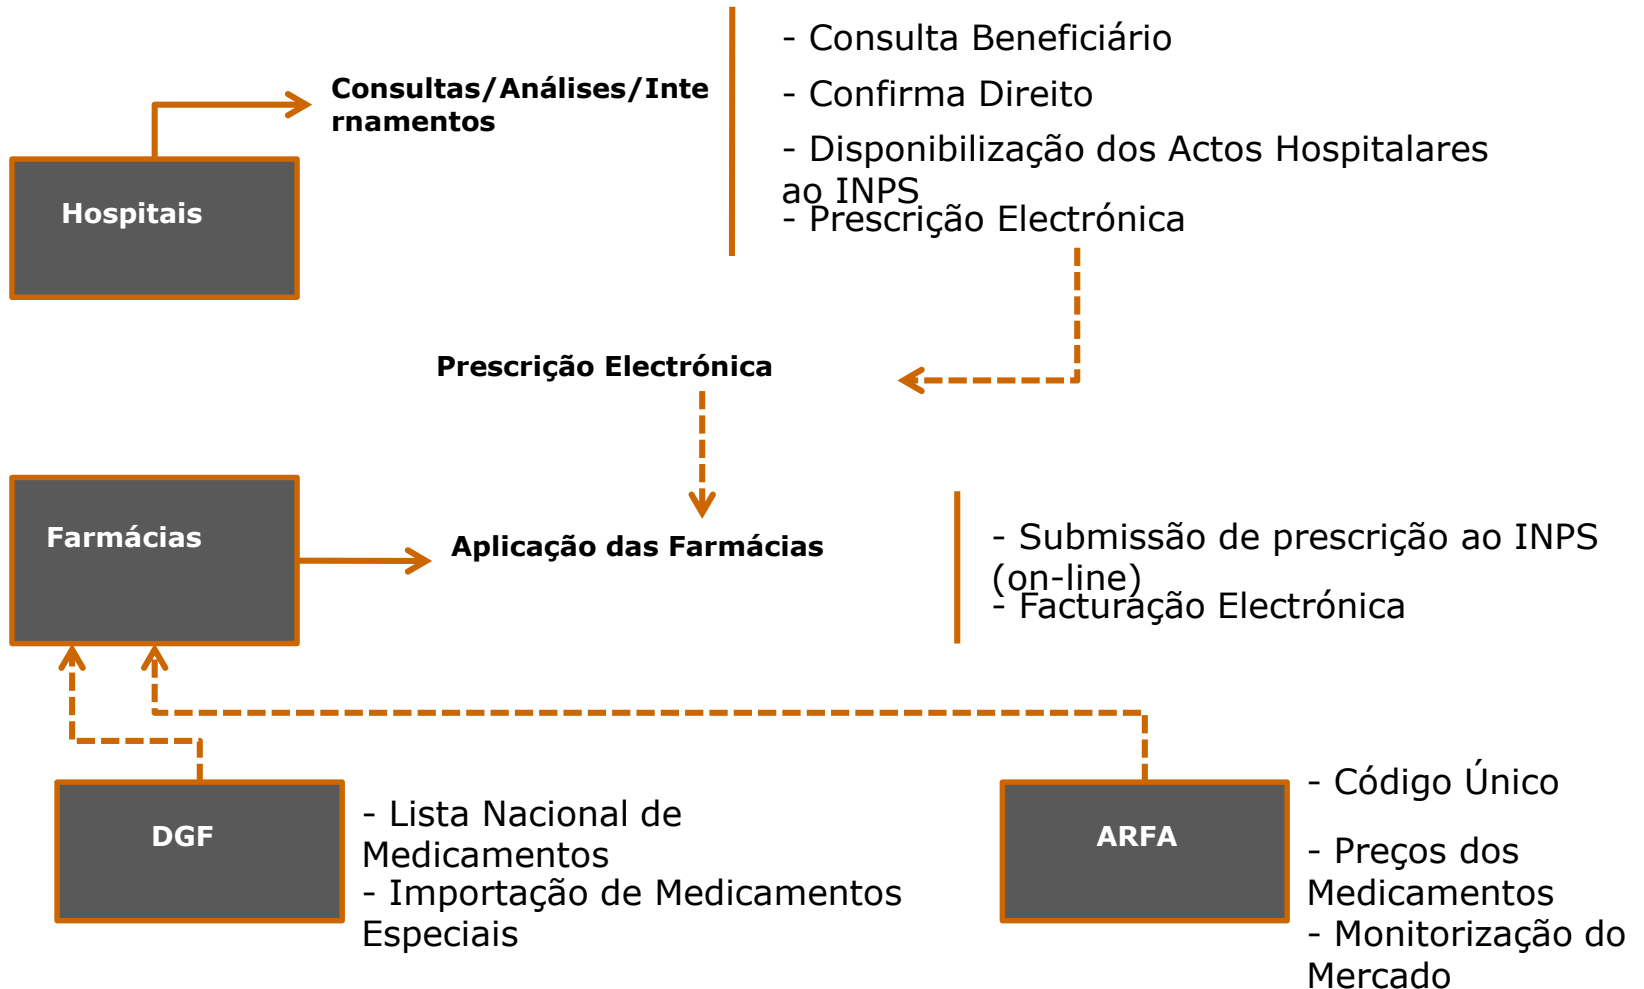 - Consulta Beneficiário
Consultas/Análises/Inte
rnamentos
- Confirma Direito
- Disponibilização dos Actos Hospitalares
ao INPS
- Prescrição Electrónica
Hospitais
Prescrição Electrónica
Farmácias
Aplicação das Farmácias
- Submissão de prescrição ao INPS
(on-line)
- Facturação Electrónica
DGF
- Lista Nacional de
Medicamentos
- Importação de Medicamentos
Especiais
ARFA
- Código Único
- Preços dos
Medicamentos
- Monitorização do
Mercado